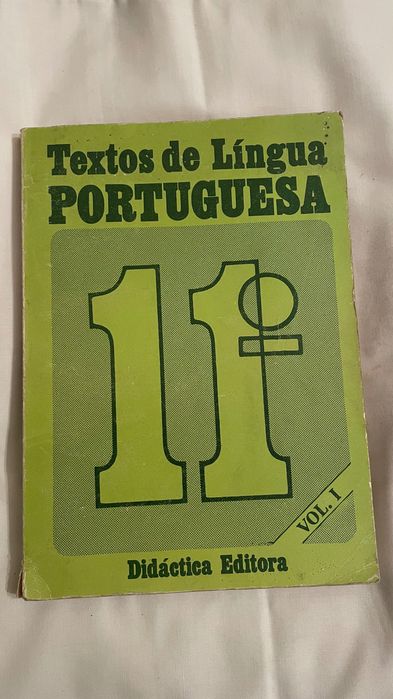 Textos de Língua
PORTUGUESA
11º
VOL. I
Didáctica Editora